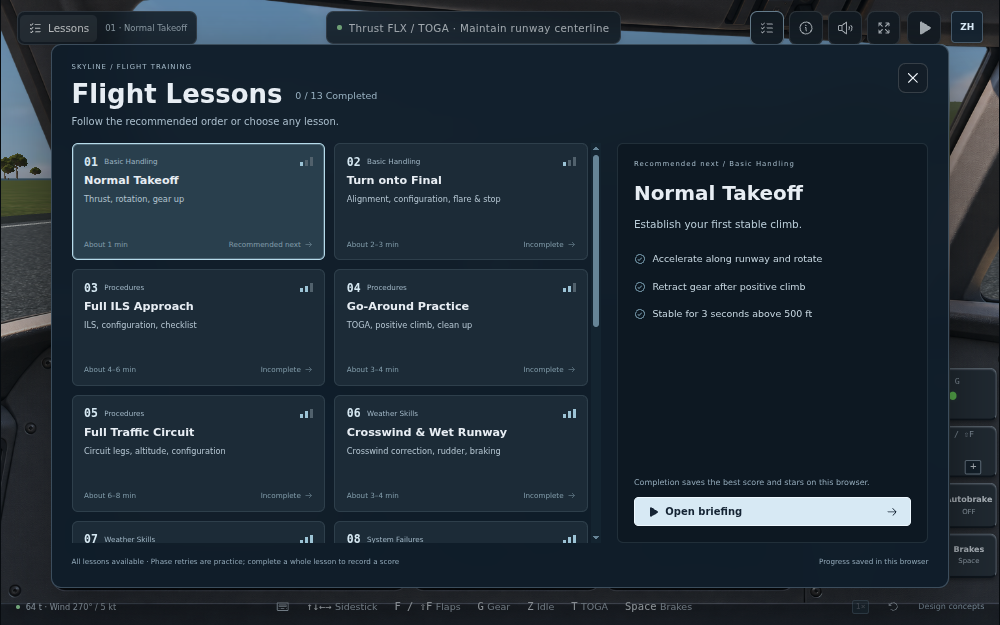 Lessons
01 · Normal Takeoff
Thrust FLX / TOGA · Maintain runway centerline
ZH
SKYLINE / FLIGHT TRAINING
Flight Lessons
0 / 13 Completed
Follow the recommended order or choose any lesson.
01 Basic Handling
Normal Takeoff
Thrust, rotation, gear up
About 1 min
Recommended next →
02 Basic Handling
Turn onto Final
Alignment, configuration, flare & stop
About 2–3 min
Incomplete →
03 Procedures
Full ILS Approach
ILS, configuration, checklist
About 4–6 min
Incomplete →
04 Procedures
Go-Around Practice
TOGA, positive climb, clean up
About 3–4 min
Incomplete →
05 Procedures
Full Traffic Circuit
Circuit legs, altitude, configuration
About 6–8 min
Incomplete →
06 Weather Skills
Crosswind & Wet Runway
Crosswind correction, rudder, braking
About 3–4 min
Incomplete →
07 Weather Skills
08 System Failures
Recommended next / Basic Handling
Normal Takeoff
Establish your first stable climb.
Accelerate along runway and rotate
Retract gear after positive climb
Stable for 3 seconds above 500 ft
Completion saves the best score and stars on this browser.
Open briefing →
All lessons available · Phase retries are practice; complete a whole lesson to record a score
Progress saved in this browser
G
/ ⇧F
+
Autobrake
OFF
Brakes
Space
64 t · Wind 270° / 5 kt
↑↓←→ Sidestick
F / ⇧F Flaps
G Gear
Z Idle
T TOGA
Space Brakes
1×
Design concepts